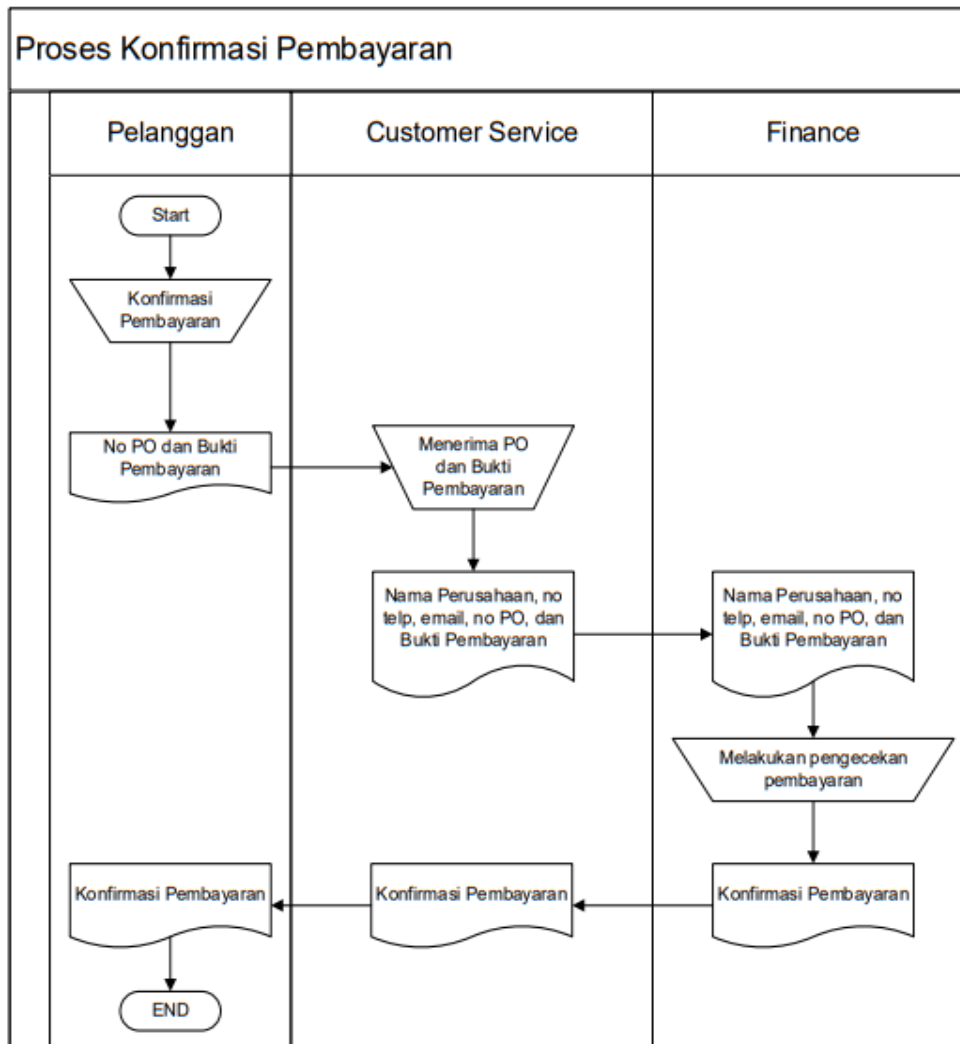 Proses Konfirmasi Pembayaran
Pelanggan
Customer Service
Finance
Start
Konfirmasi
Pembayaran
No PO dan Bukti
Pembayaran
Menerima PO
dan Bukti
Pembayaran
Nama Perusahaan, no
telp, email, no PO, dan
Bukti Pembayaran
Nama Perusahaan, no
telp, email, no PO, dan
Bukti Pembayaran
Melakukan pengecekan
pembayaran
Konfirmasi Pembayaran
Konfirmasi Pembayaran
Konfirmasi Pembayaran
END